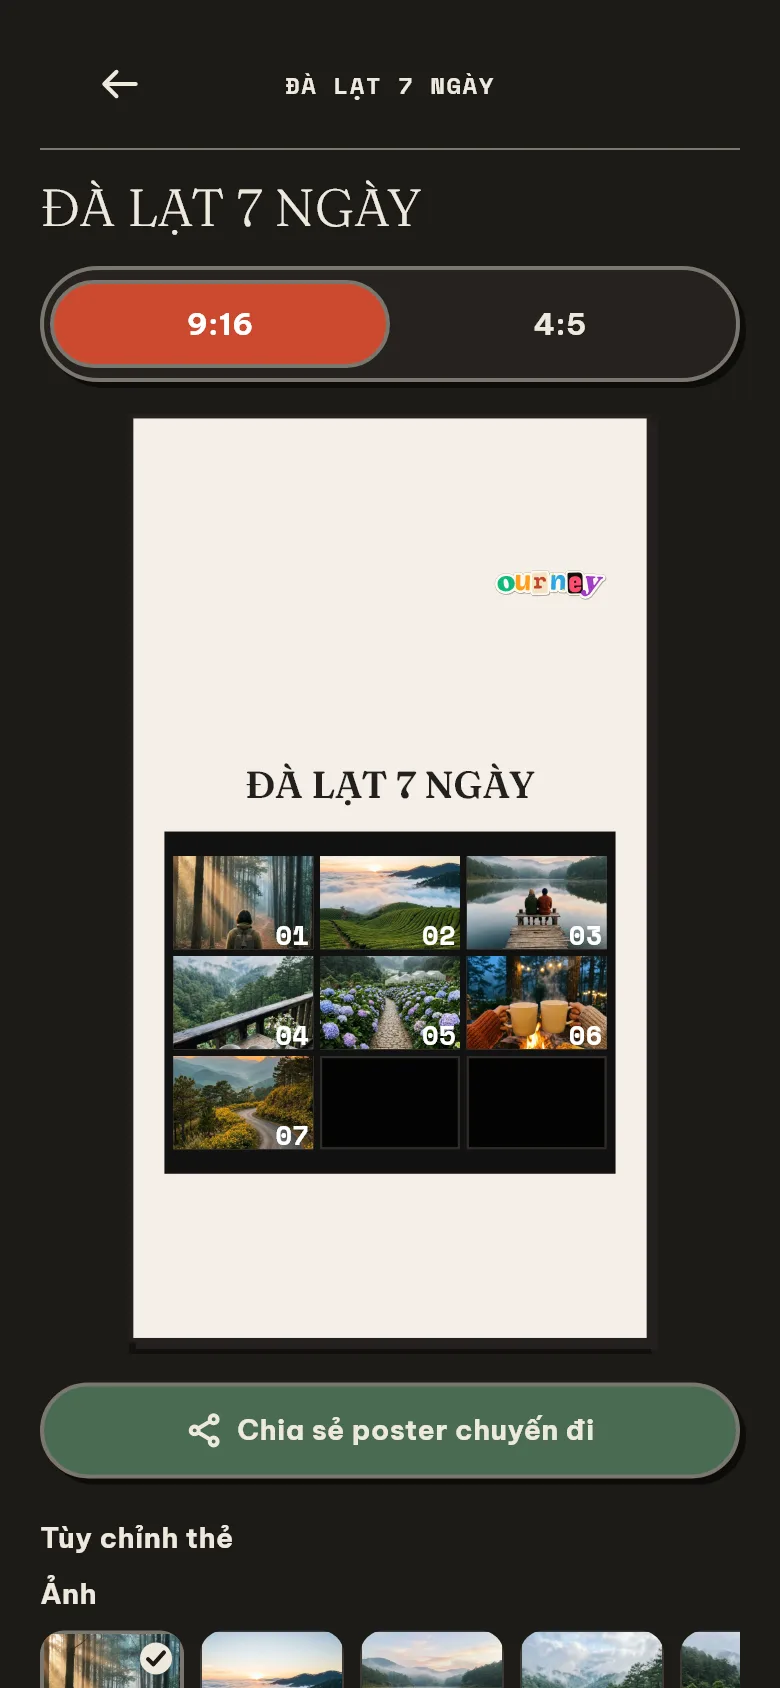 ĐÀ LẠT 7 NGÀY
ĐÀ LẠT 7 NGÀY
9:16
4:5
ourney
ĐÀ LẠT 7 NGÀY
01
02
03
04
05
06
07
Chia sẻ poster chuyến đi
Tùy chỉnh thẻ
Ảnh